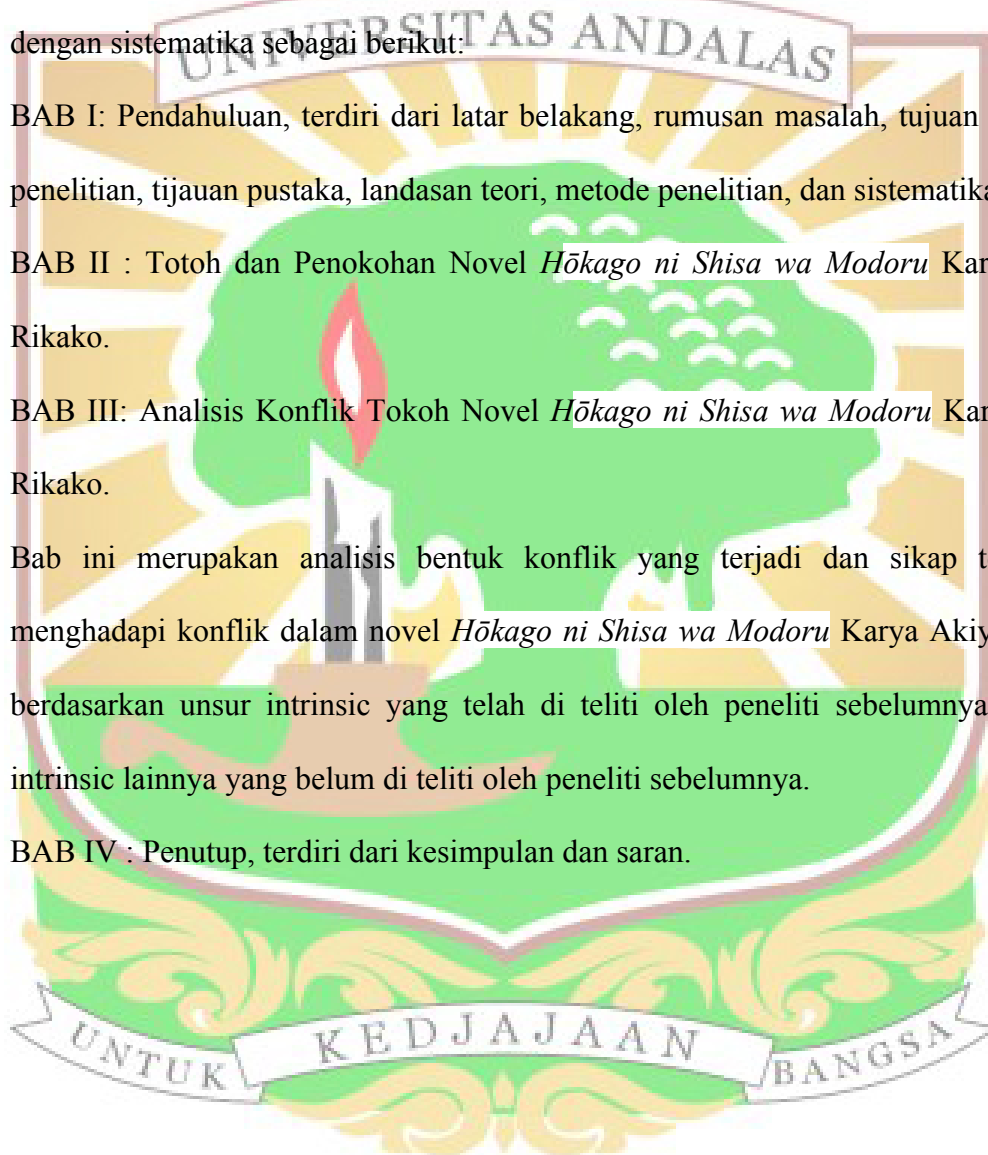 UNIVERSITAS ANDALAS
dengan sistematika sebagai berikut:
BAB I: Pendahuluan, terdiri dari latar belakang, rumusan masalah, tujuan
penelitian, tijauan pustaka, landasan teori, metode penelitian, dan sistematika
BAB II : Totoh dan Penokohan Novel Hōkago ni Shisa wa Modoru Kar
Rikako.
BAB III: Analisis Konflik Tokoh Novel Hōkago ni Shisa wa Modoru Kar
Rikako.
Bab ini merupakan analisis bentuk konflik yang terjadi dan sikap t
menghadapi konflik dalam novel Hōkago ni Shisa wa Modoru Karya Akiy
berdasarkan unsur intrinsic yang telah di teliti oleh peneliti sebelumnya
intrinsic lainnya yang belum di teliti oleh peneliti sebelumnya.
BAB IV : Penutup, terdiri dari kesimpulan dan saran.
UNTUK KEDJAJAAN BANGSA